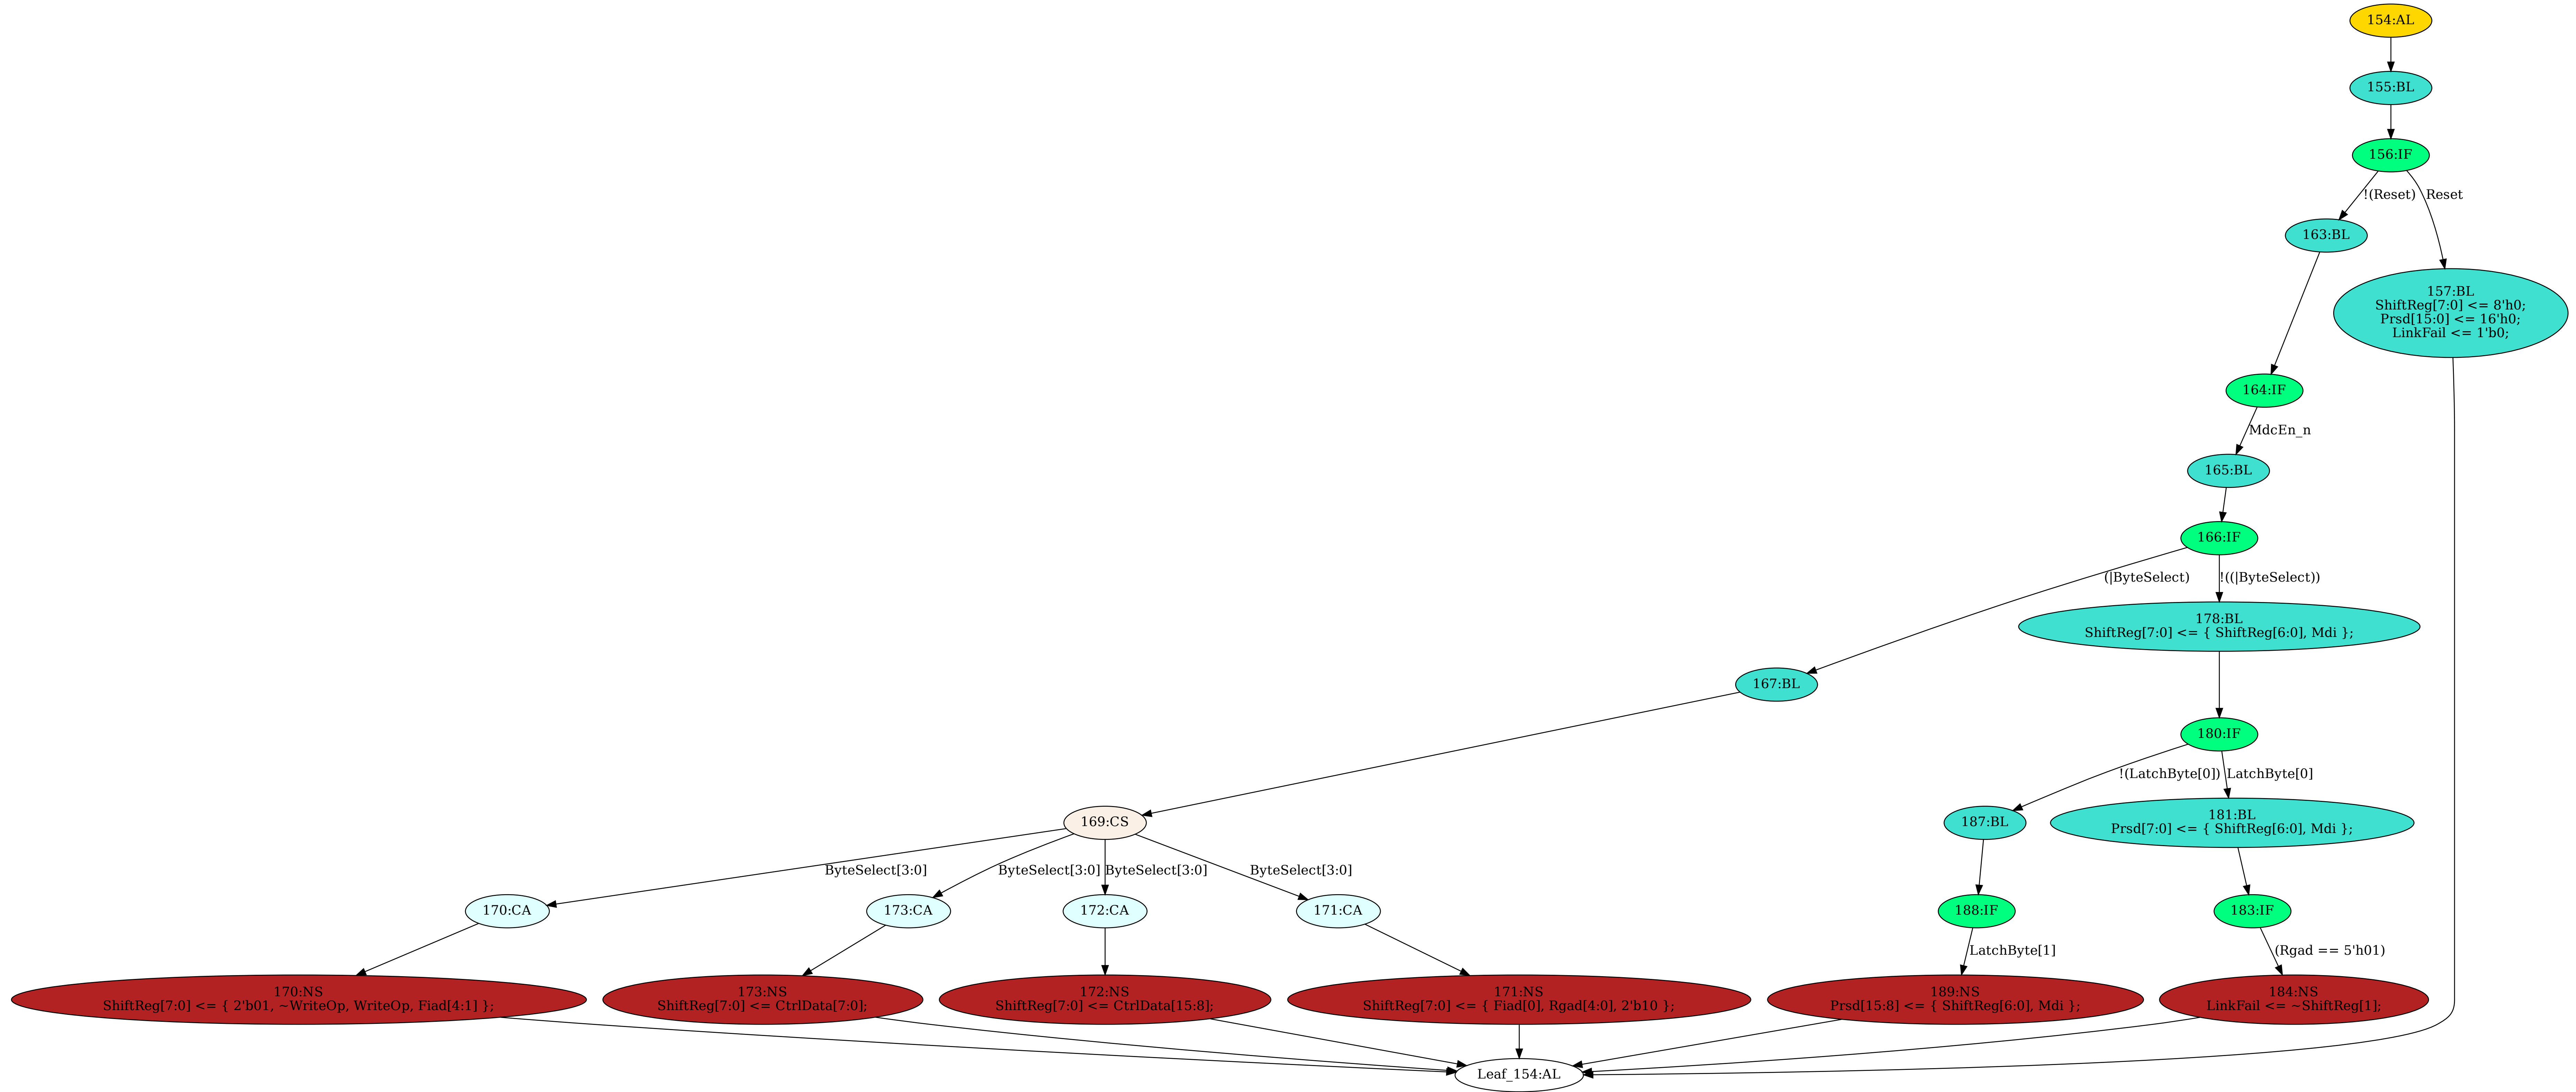 154:AL
155:BL
156:IF
!(Reset)
Reset
163:BL
157:BL
ShiftReg[7:0] <= 8'h0;
Prsd[15:0] <= 16'h0;
LinkFail <= 1'b0;
164:IF
MdcEn_n
165:BL
166:IF
(|ByteSelect)
!((|ByteSelect))
178:BL
ShiftReg[7:0] <= { ShiftReg[6:0], Mdi };
167:BL
180:IF
!(LatchByte[0])
LatchByte[0]
169:CS
187:BL
181:BL
Prsd[7:0] <= { ShiftReg[6:0], Mdi };
ByteSelect[3:0]
ByteSelect[3:0]
ByteSelect[3:0]
ByteSelect[3:0]
170:CA
173:CA
172:CA
171:CA
188:IF
183:IF
LatchByte[1]
(Rgad == 5'h01)
170:NS
ShiftReg[7:0] <= { 2'b01, ~WriteOp, WriteOp, Fiad[4:1] };
173:NS
ShiftReg[7:0] <= CtrlData[7:0];
172:NS
ShiftReg[7:0] <= CtrlData[15:8];
171:NS
ShiftReg[7:0] <= { Fiad[0], Rgad[4:0], 2'b10 };
189:NS
Prsd[15:8] <= { ShiftReg[6:0], Mdi };
184:NS
LinkFail <= ~ShiftReg[1];
Leaf_154:AL